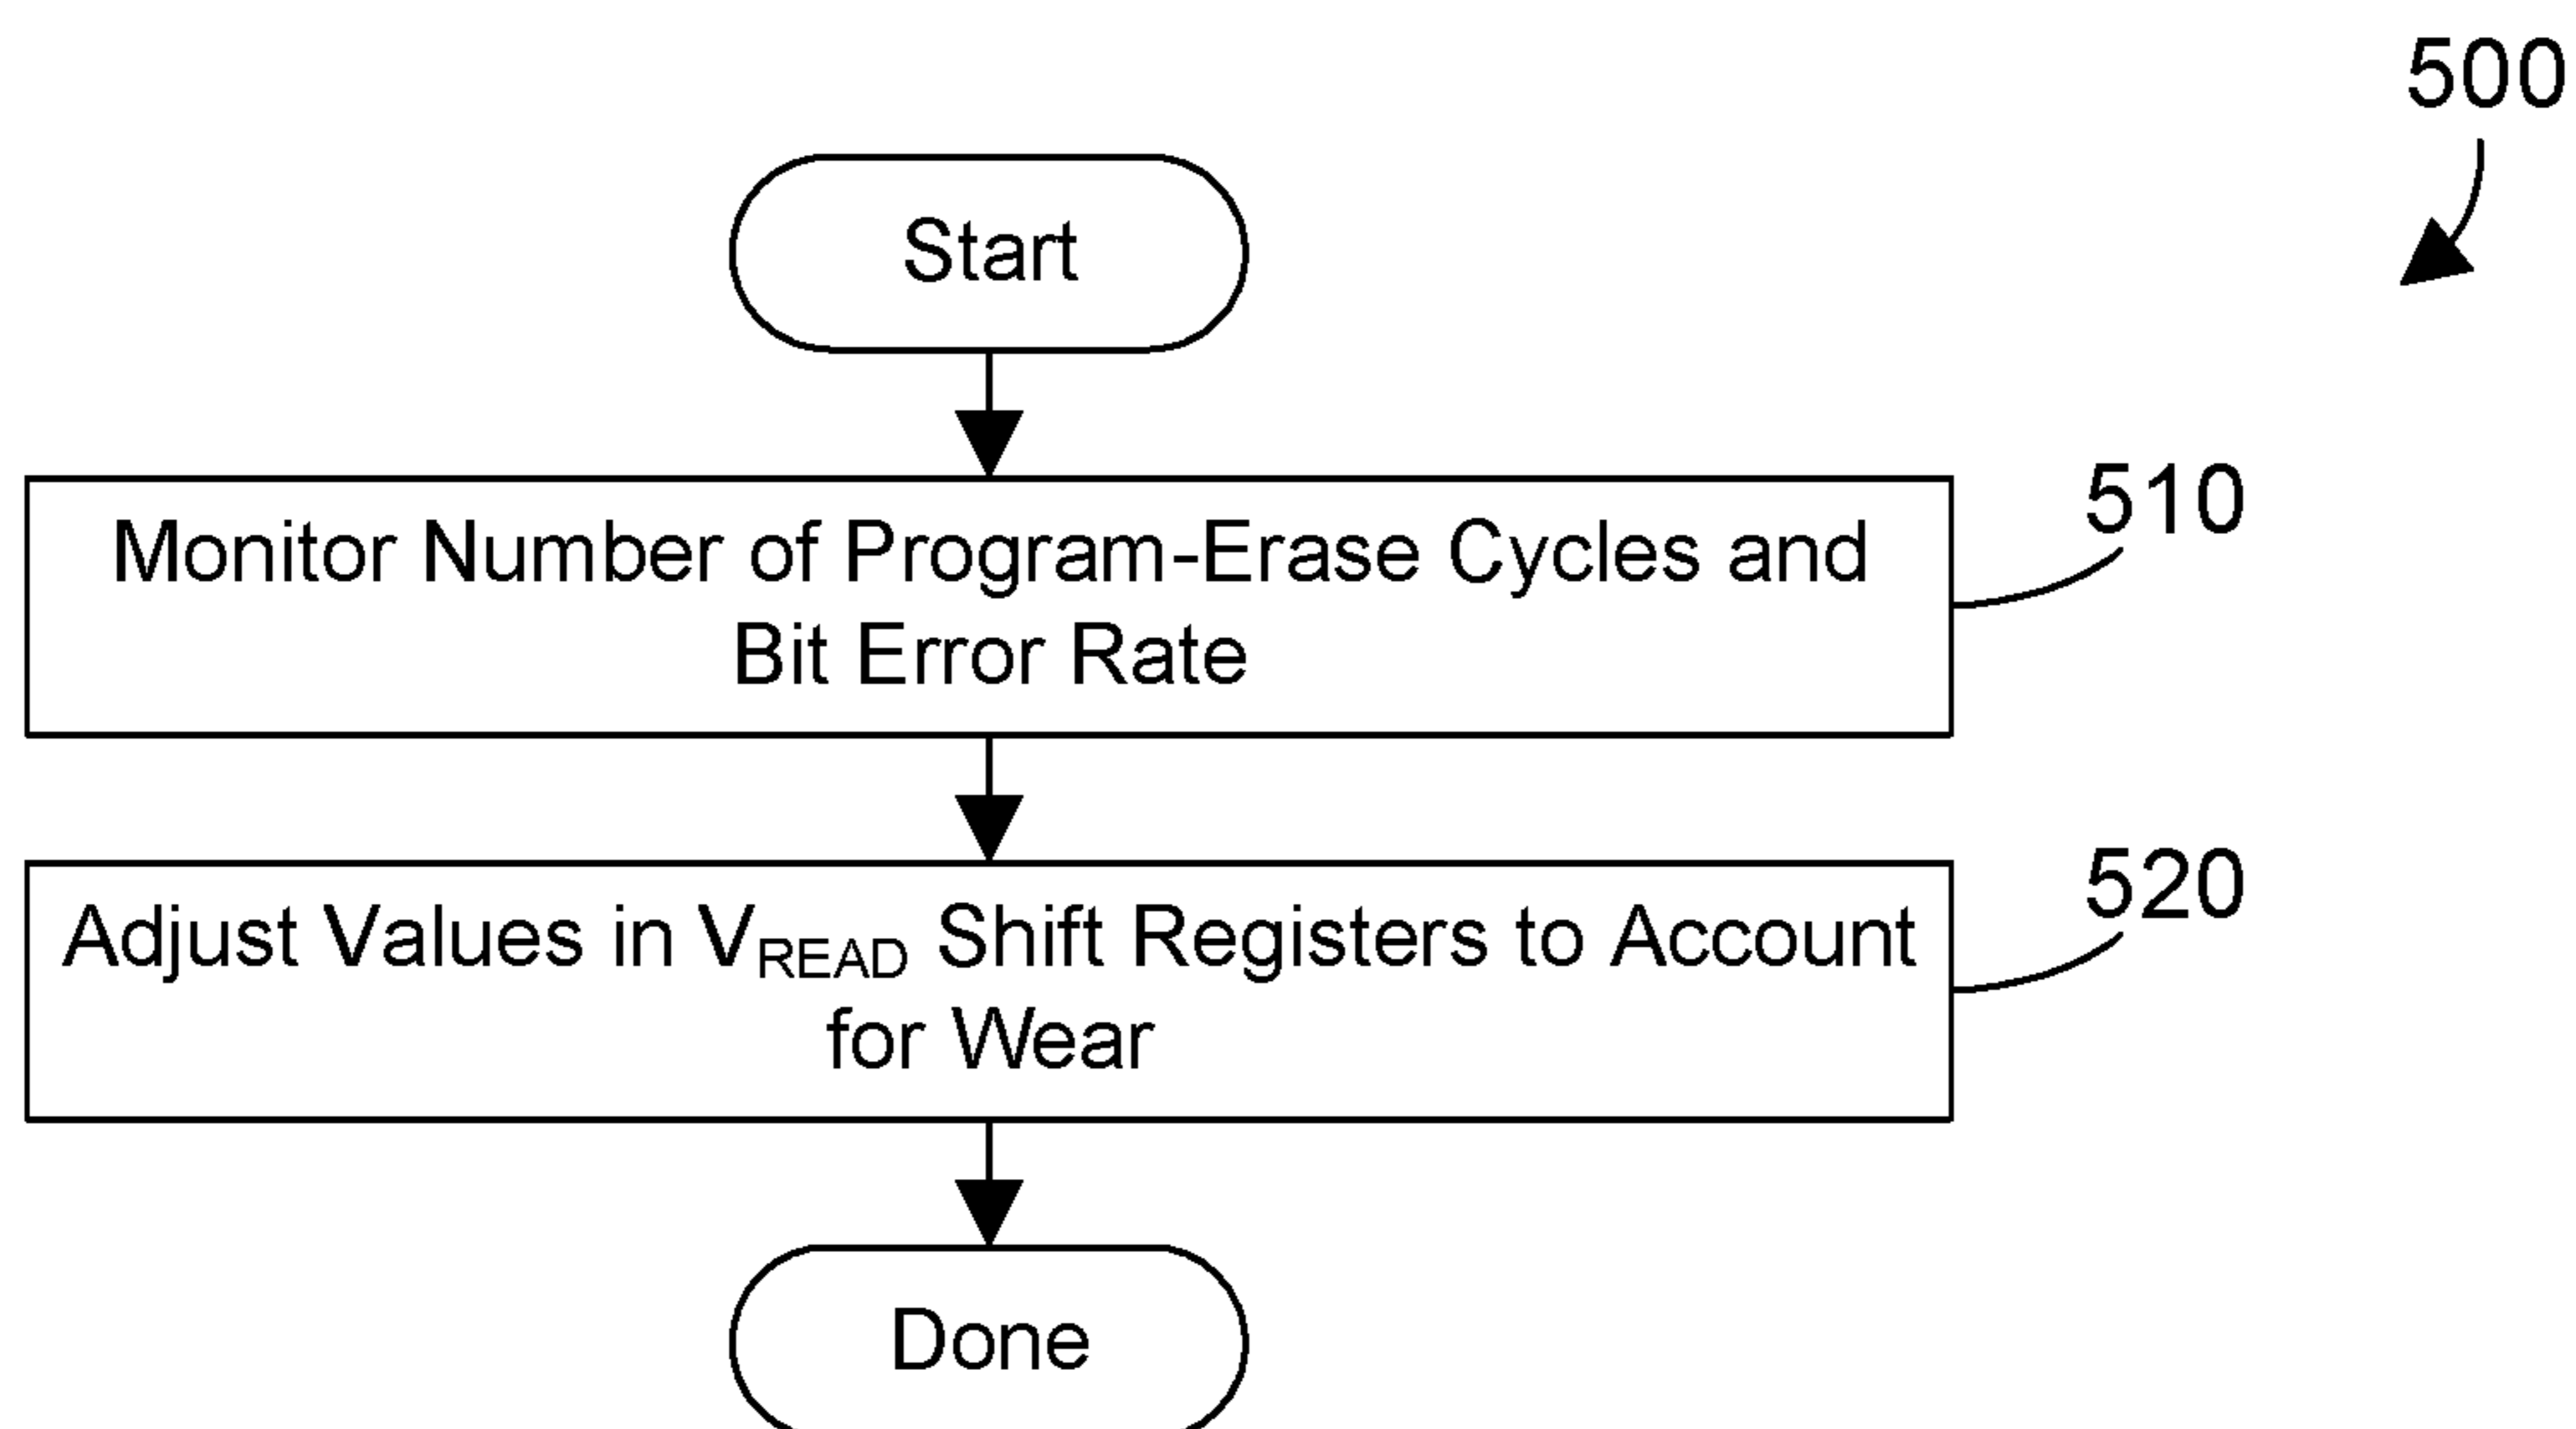 500
Start
510
Monitor Number of Program-Erase Cycles and
Bit Error Rate
520
Adjust Values in VREAD Shift Registers to Account
for Wear
Done